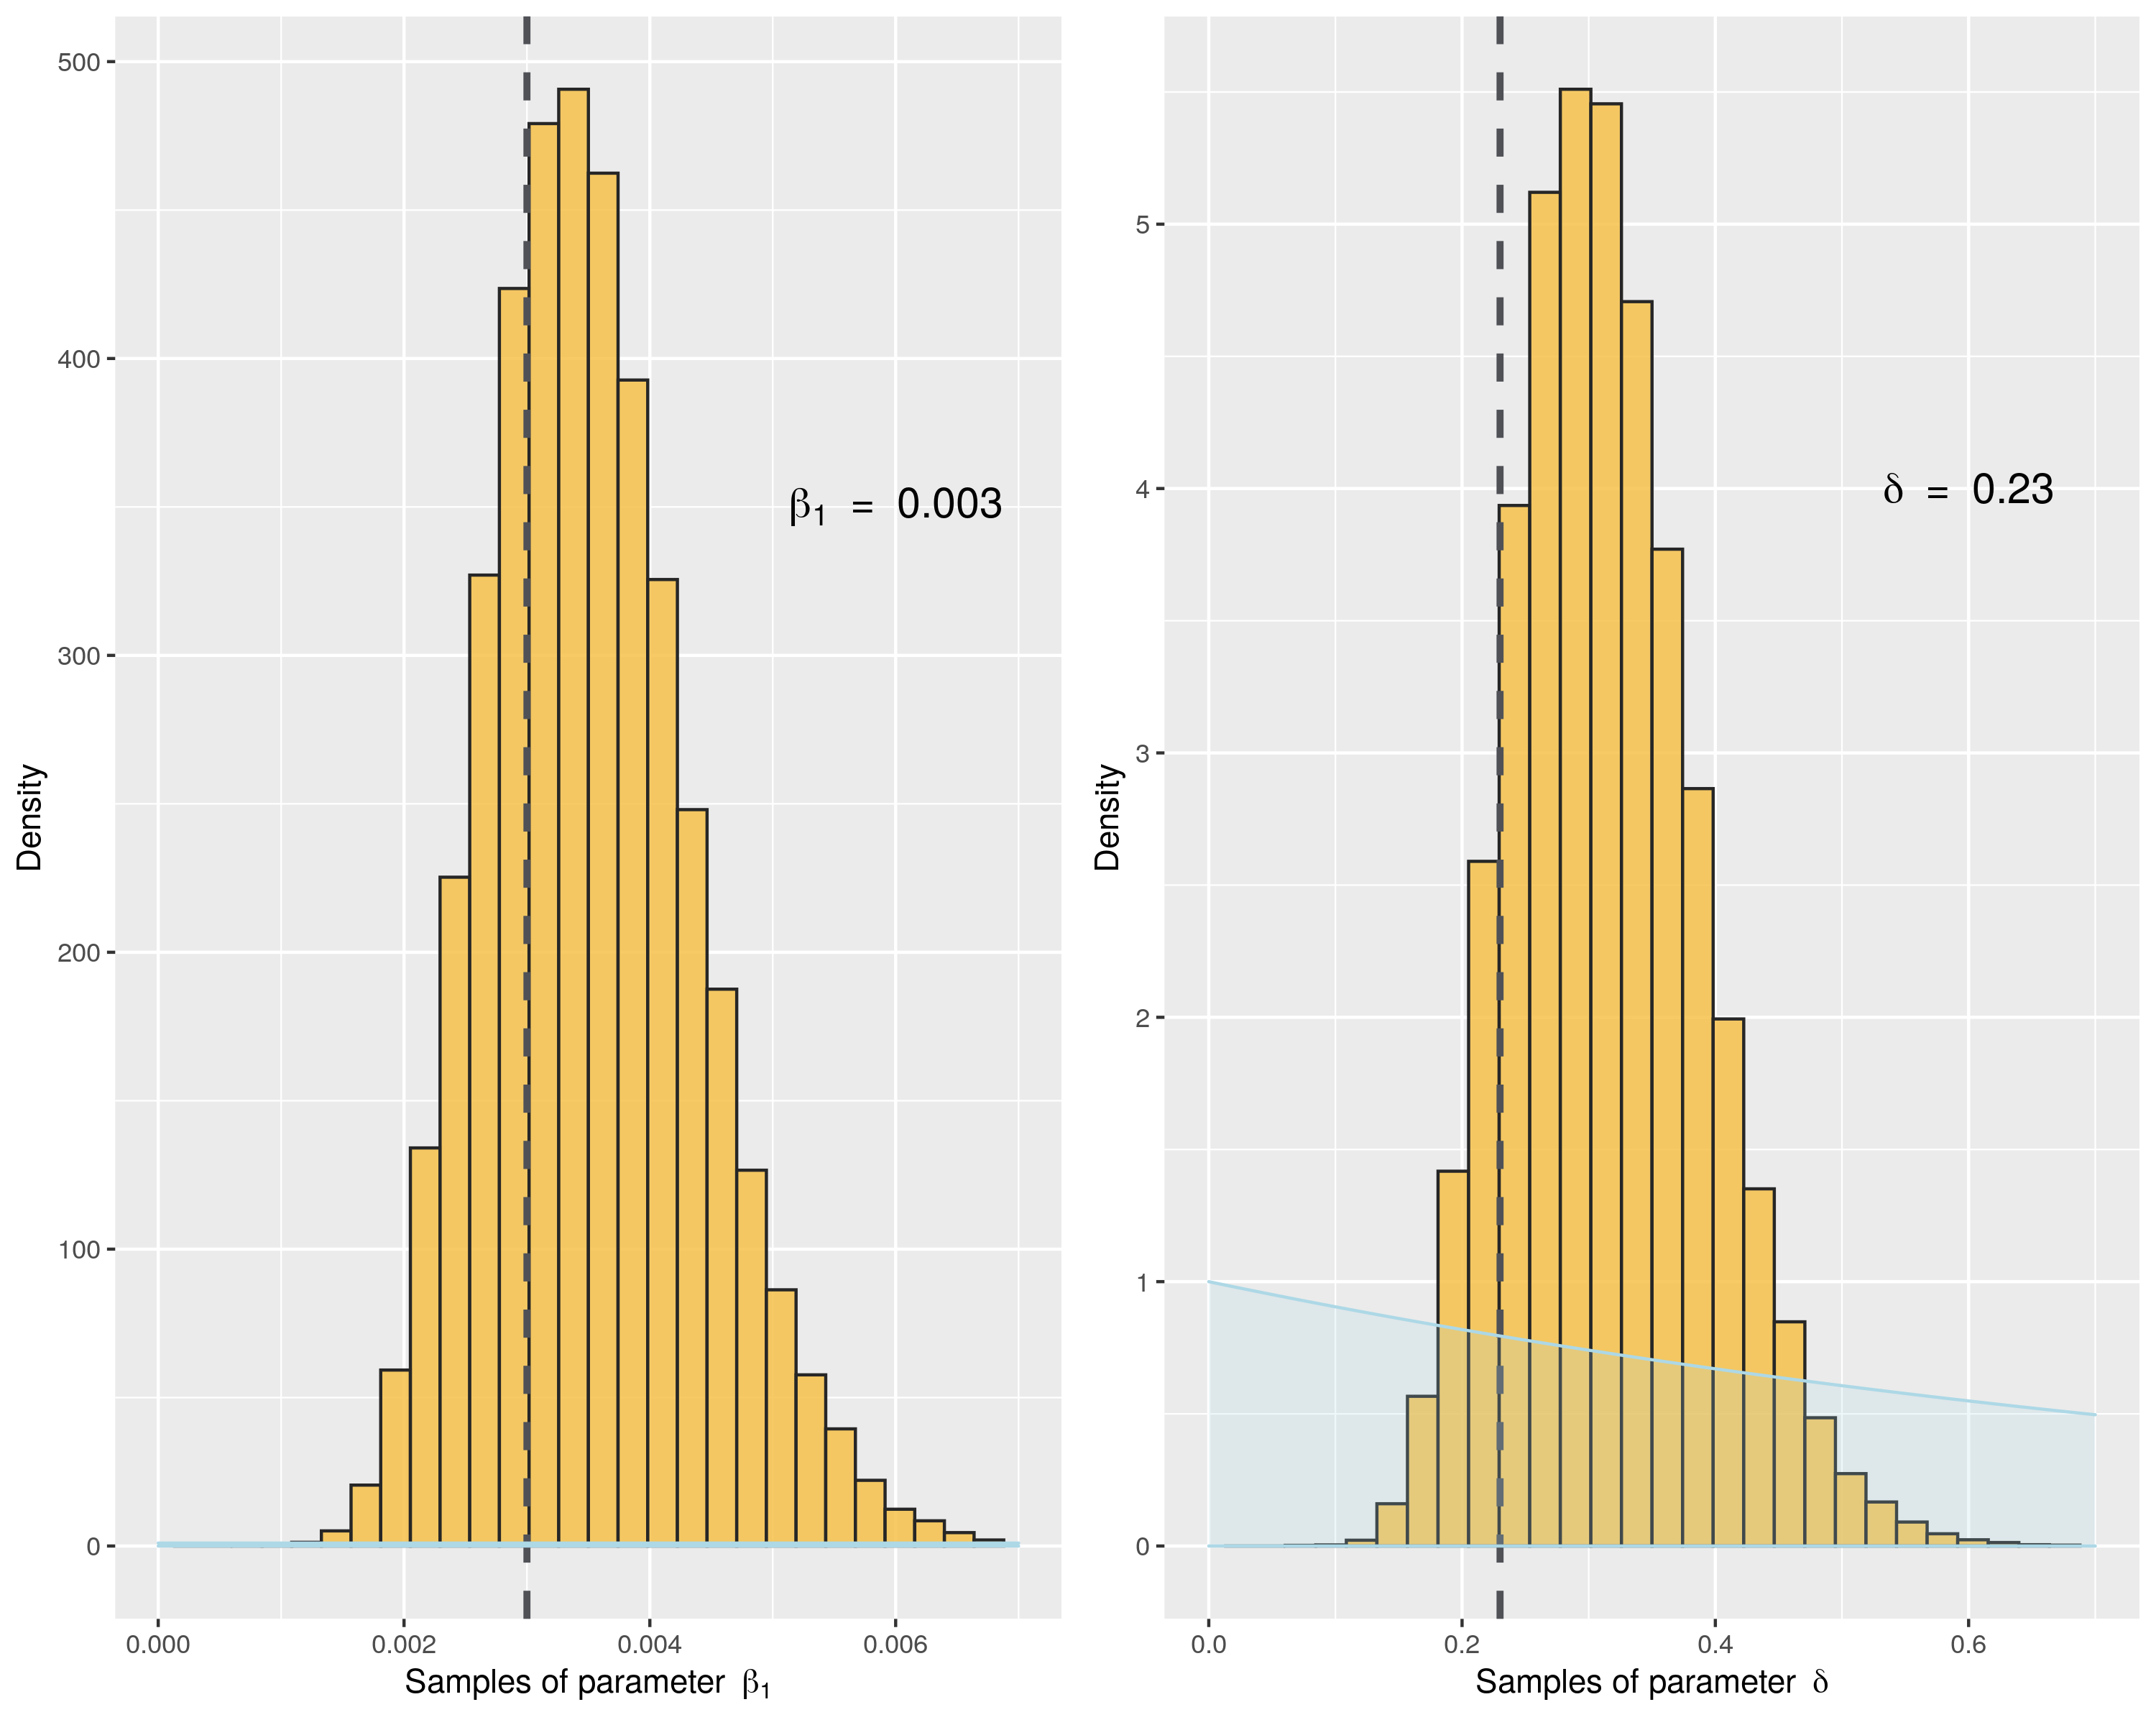 Density
500
400
300
200
100
0
β1 = 0.003
0.000 0.002 0.004 0.006
Samples of parameter β1
Density
5
4
3
2
1
0
δ = 0.23
0.0 0.2 0.4 0.6
Samples of parameter δ